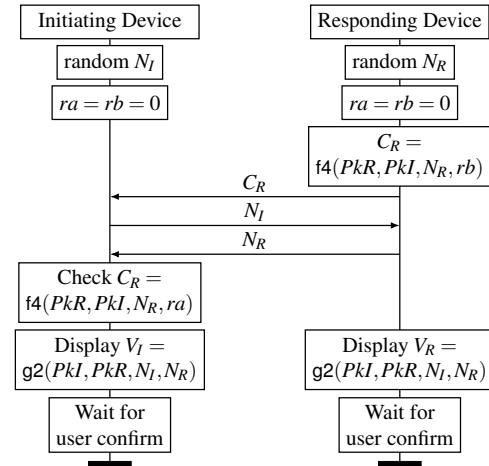 Initiating Device
Responding Device
random N_I
random N_R
ra = rb = 0
ra = rb = 0
C_R =
f4(PkR, PkI, N_R, rb)
C_R
N_I
N_R
Check C_R =
f4(PkR, PkI, N_R, ra)
Display V_I =
g2(PkI, PkR, N_I, N_R)
Display V_R =
g2(PkI, PkR, N_I, N_R)
Wait for
user confirm
Wait for
user confirm